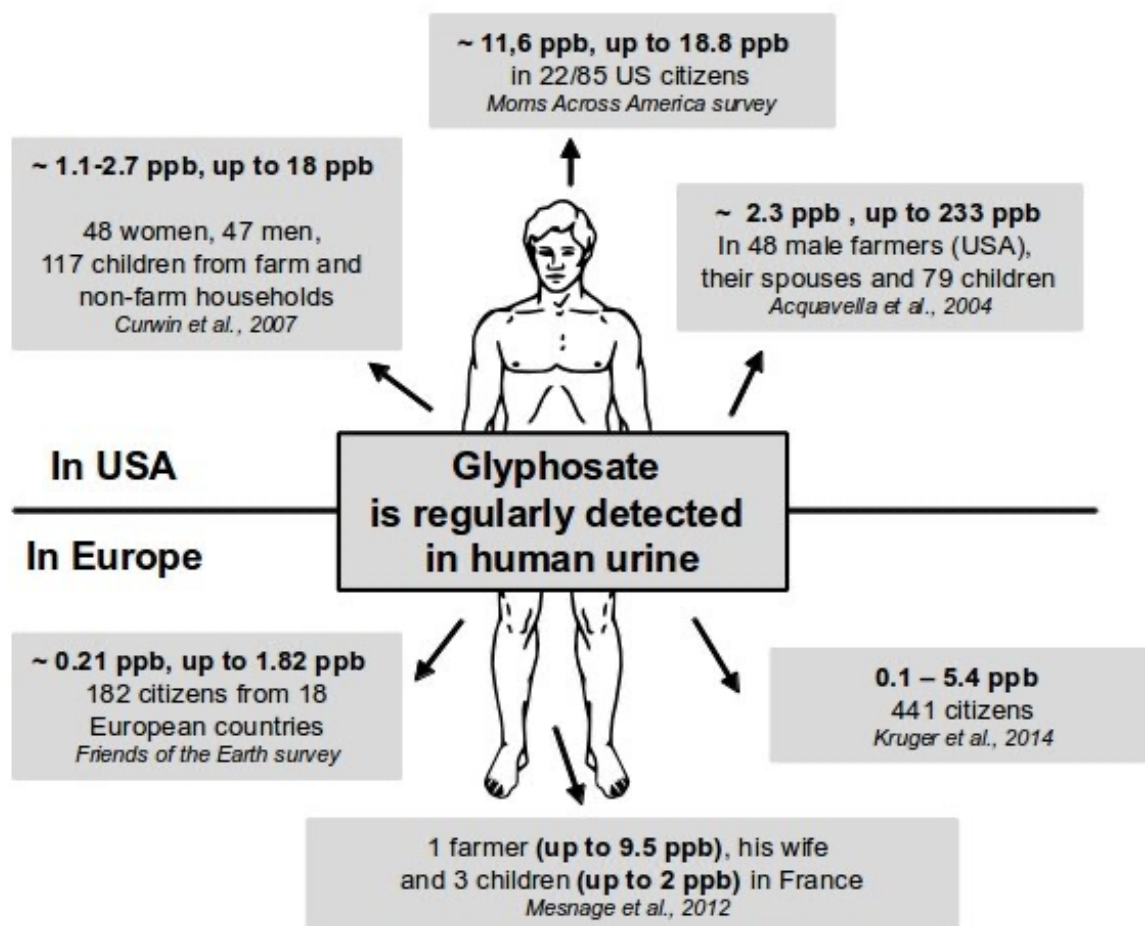 ~ 11,6 ppb, up to 18.8 ppb
in 22/85 US citizens
Moms Across America survey
~ 1.1-2.7 ppb, up to 18 ppb
48 women, 47 men,
117 children from farm and
non-farm households
Curwin et al., 2007
~ 2.3 ppb , up to 233 ppb
In 48 male farmers (USA),
their spouses and 79 children
Acquavella et al., 2004
In USA
Glyphosate
is regularly detected
in human urine
In Europe
~ 0.21 ppb, up to 1.82 ppb
182 citizens from 18
European countries
Friends of the Earth survey
0.1 – 5.4 ppb
441 citizens
Kruger et al., 2014
1 farmer (up to 9.5 ppb), his wife
and 3 children (up to 2 ppb) in France
Mesnage et al., 2012